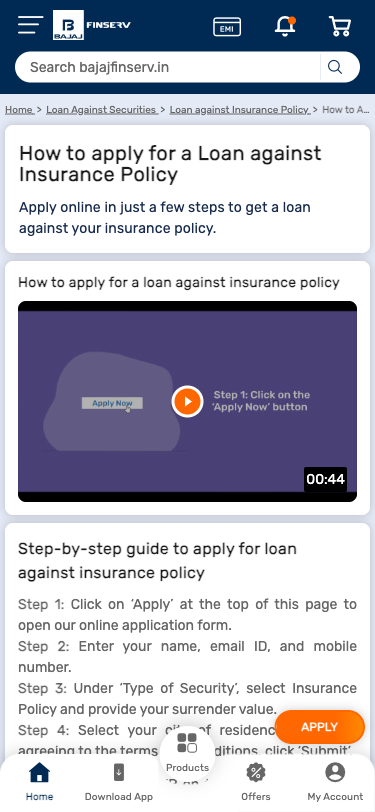 B
BAJAJ
FINSERV
EMI
Search bajajfinserv.in
Home > Loan Against Securities > Loan against Insurance Policy > How to A...
How to apply for a Loan against
Insurance Policy
Apply online in just a few steps to get a loan
against your insurance policy.
How to apply for a loan against insurance policy
Apply Now
Step 1: Click on the
'Apply Now' button
00:44
Step-by-step guide to apply for loan
against insurance policy
Step 1: Click on 'Apply' at the top of this page to
open our online application form.
Step 2: Enter your name, email ID, and mobile
number.
Step 3: Under 'Type of Security', select Insurance
Policy and provide your surrender value.
Step 4: Select your city of residence
APPLY
agreeing to the terms click 'Submit'.
Home
Download App
Products
Offers
My Account